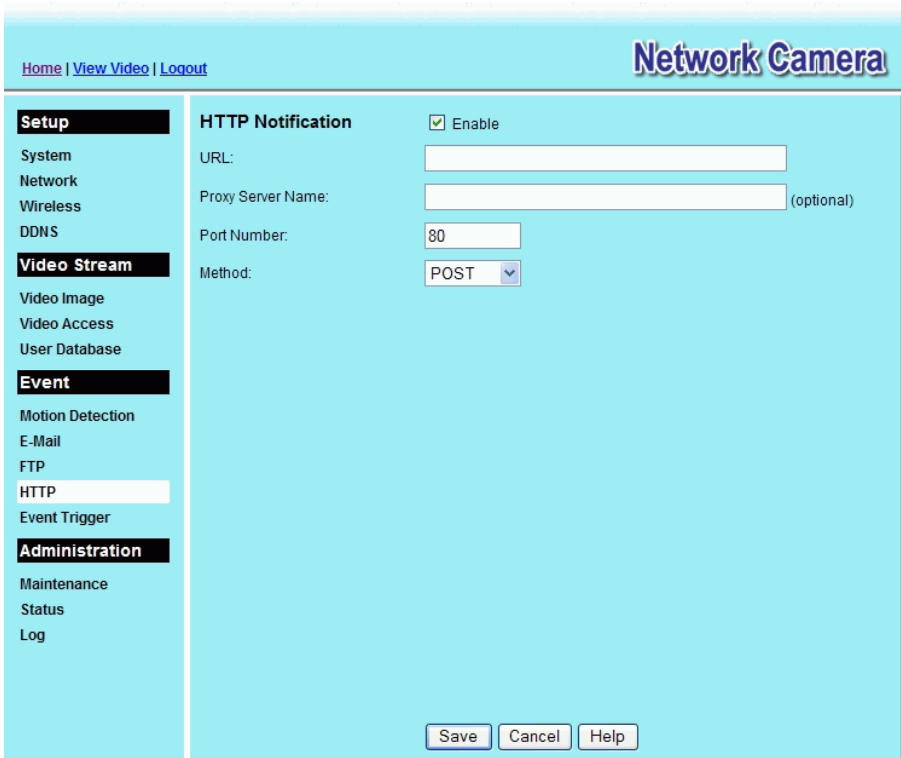 Network Camera
Home | View Video | Logout
Setup
System
Network
Wireless
DDNS
Video Stream
Video Image
Video Access
User Database
Event
Motion Detection
E-Mail
FTP
HTTP
Event Trigger
Administration
Maintenance
Status
Log
HTTP Notification
Enable
URL:
Proxy Server Name: (optional)
Port Number: 80
Method: POST
Save Cancel Help